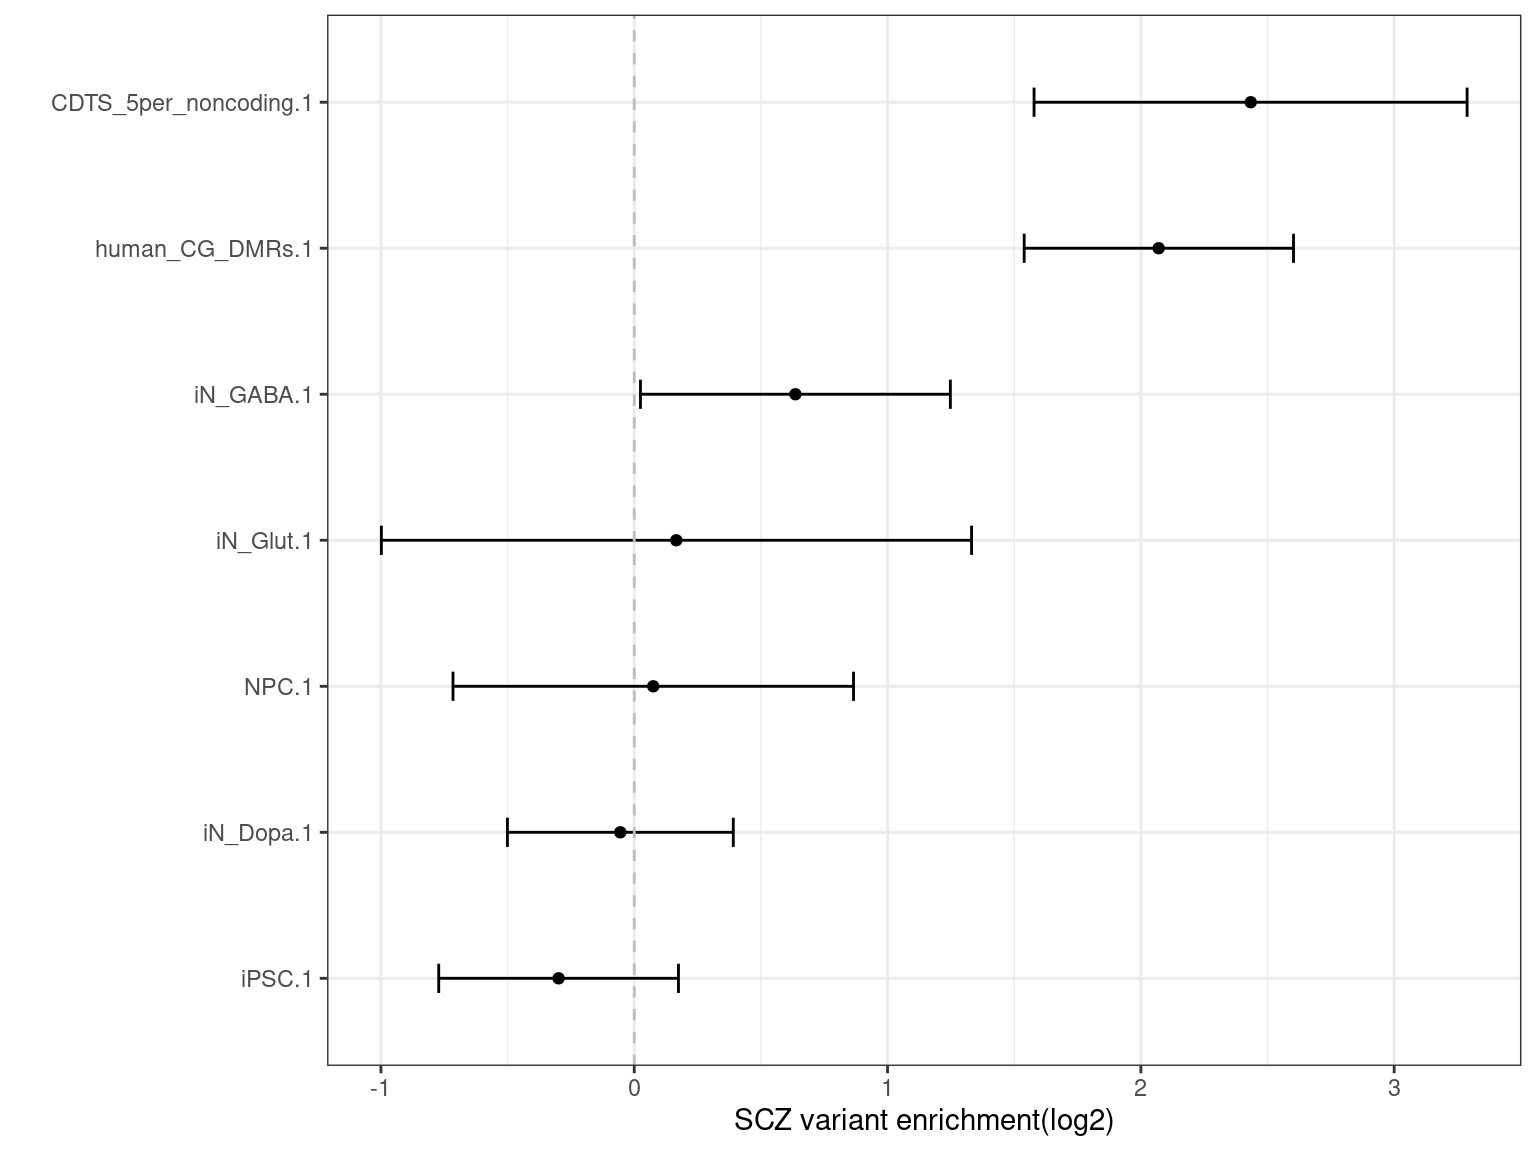 CDTS_5per_noncoding.1
human_CG_DMRs.1
iN_GABA.1
iN_Glut.1
NPC.1
iN_Dopa.1
iPSC.1
-1 0 1 2 3
SCZ variant enrichment(log2)